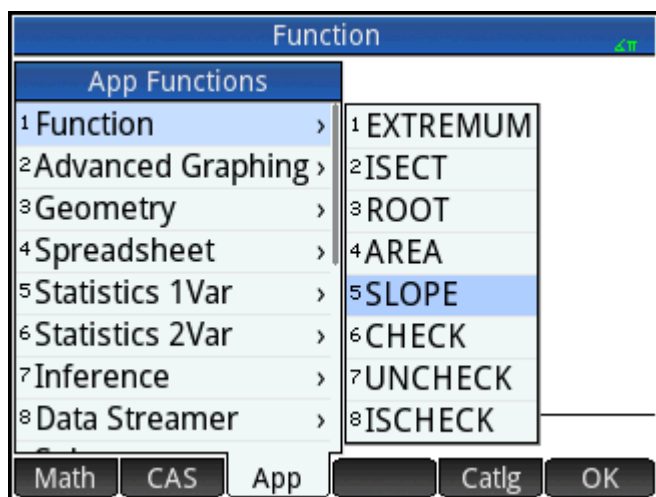 Function
∡π
App Functions
1 Function ›
2 Advanced Graphing ›
3 Geometry ›
4 Spreadsheet ›
5 Statistics 1Var ›
6 Statistics 2Var ›
7 Inference ›
8 Data Streamer ›
1 EXTREMUM
2 ISECT
3 ROOT
4 AREA
5 SLOPE
6 CHECK
7 UNCHECK
8 ISCHECK
Math CAS App Catlg OK